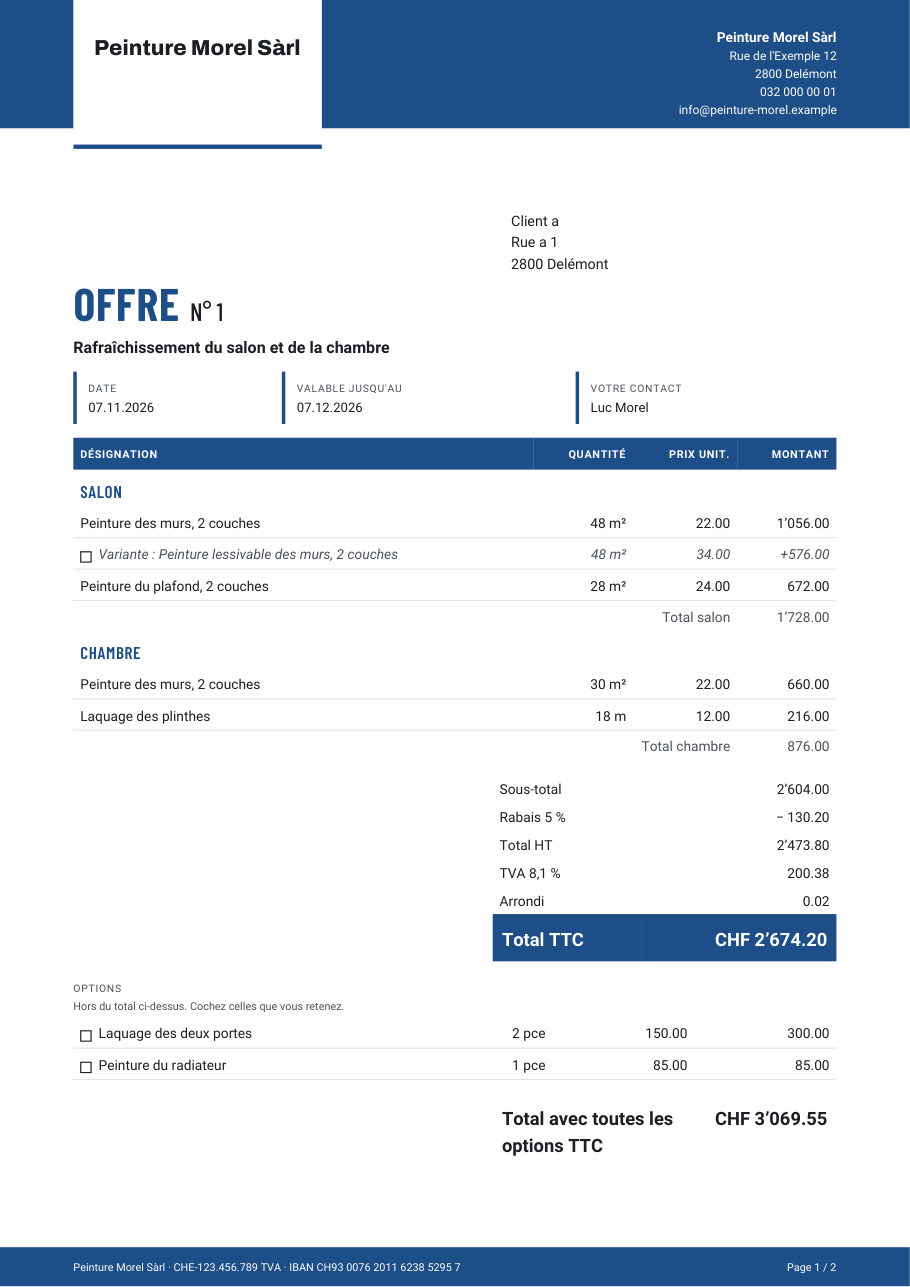 Peinture Morel Sàrl
Peinture Morel Sàrl
Rue de l'Exemple 12
2800 Delémont
032 000 00 01
info@peinture-morel.example
Client a
Rue a 1
2800 Delémont
OFFRE N° 1
Rafraîchissement du salon et de la chambre
DATE VALABLE JUSQU'AU VOTRE CONTACT
07.11.2026 07.12.2026 Luc Morel
DÉSIGNATION QUANTITÉ PRIX UNIT. MONTANT
SALON
Peinture des murs, 2 couches 48 m² 22.00 1’056.00
☐ Variante : Peinture lessivable des murs, 2 couches 48 m² 34.00 +576.00
Peinture du plafond, 2 couches 28 m² 24.00 672.00
Total salon 1’728.00
CHAMBRE
Peinture des murs, 2 couches 30 m² 22.00 660.00
Laquage des plinthes 18 m 12.00 216.00
Total chambre 876.00
Sous-total 2’604.00
Rabais 5 % − 130.20
Total HT 2’473.80
TVA 8,1 % 200.38
Arrondi 0.02
Total TTC CHF 2’674.20
OPTIONS
Hors du total ci-dessus. Cochez celles que vous retenez.
☐ Laquage des deux portes 2 pce 150.00 300.00
☐ Peinture du radiateur 1 pce 85.00 85.00
Total avec toutes les CHF 3’069.55
options TTC
Peinture Morel Sàrl · CHE-123.456.789 TVA · IBAN CH93 0076 2011 6238 5295 7 Page 1 / 2